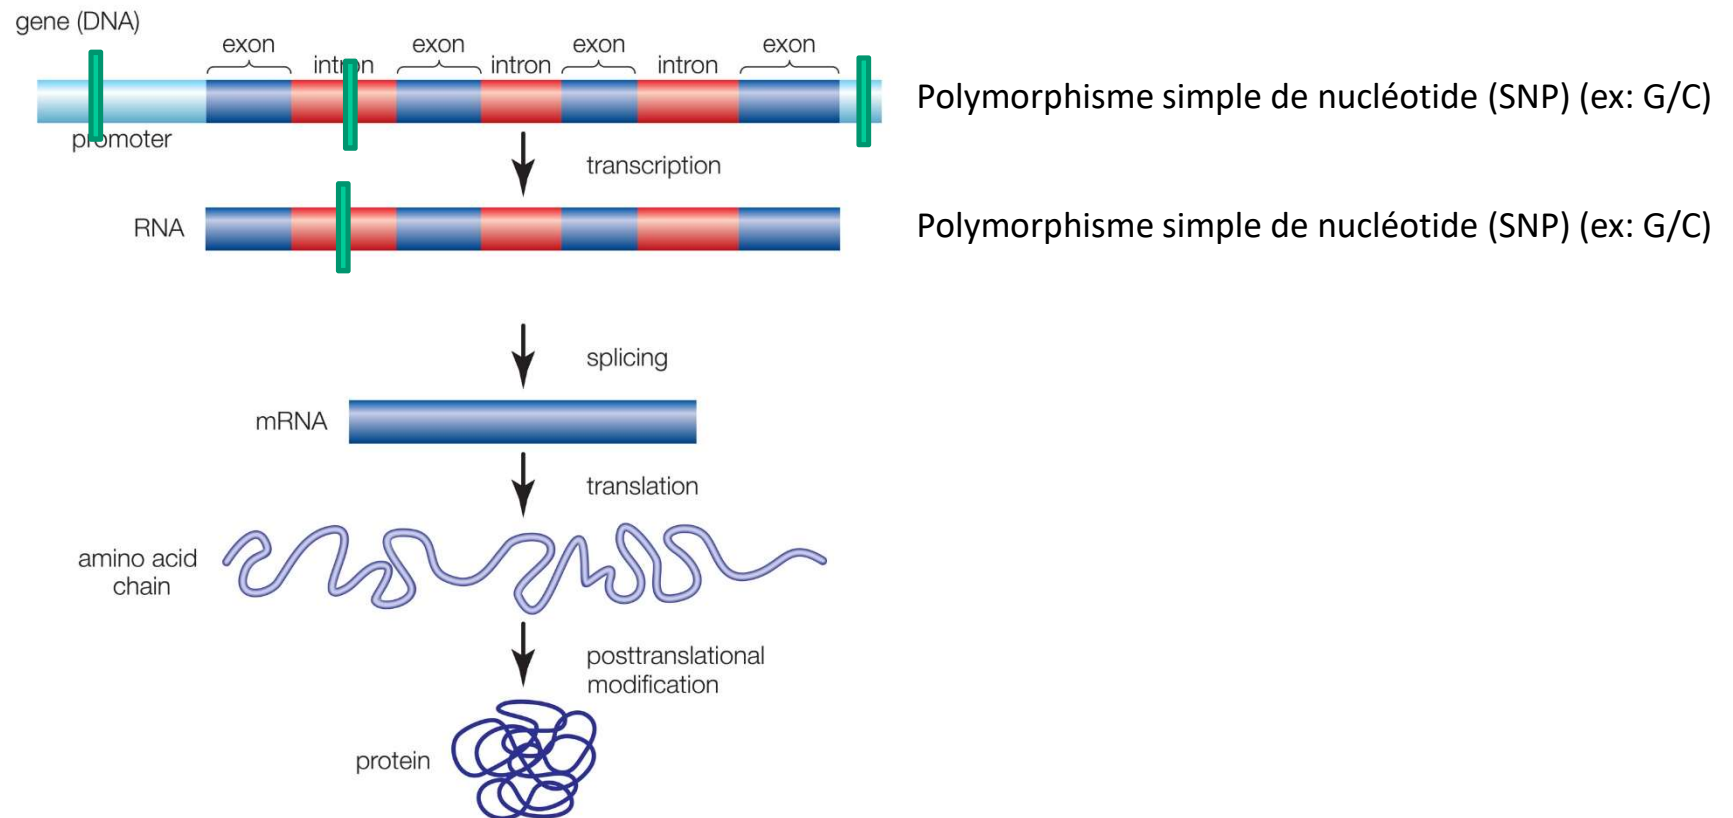 gene (DNA)
exon
intron
exon
intron
exon
intron
exon
promoter
Polymorphisme simple de nucléotide (SNP) (ex: G/C)
transcription
RNA
Polymorphisme simple de nucléotide (SNP) (ex: G/C)
splicing
mRNA
translation
amino acid
chain
posttranslational
modification
protein